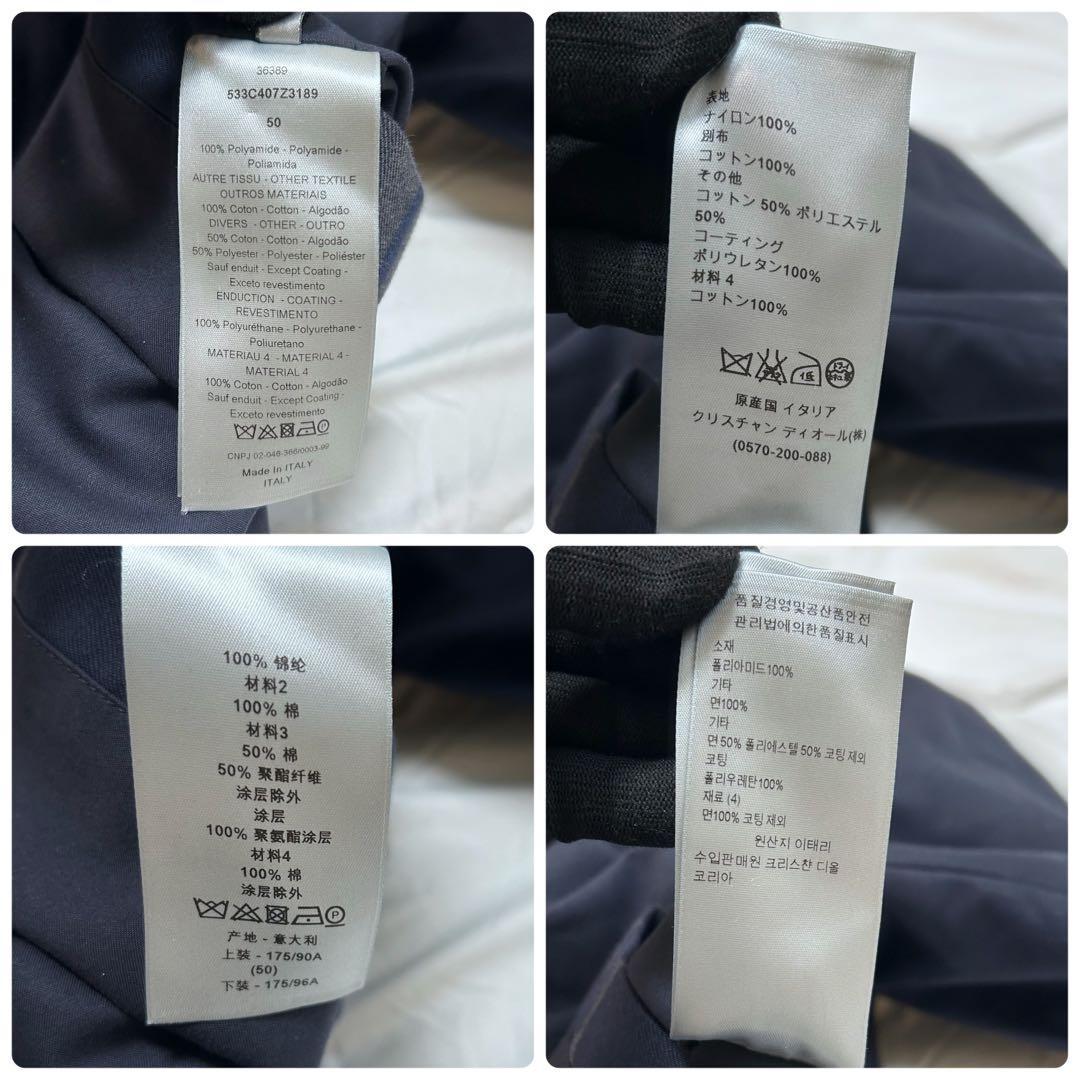 36389
533C407Z3189
50
100% Polyamide - Polyamide -
Poliamida
AUTRE TISSU - OTHER TEXTILE
OUTROS MATERIAIS
100% Coton - Cotton - Algodão
DIVERS - OTHER - OUTRO
50% Coton - Cotton - Algodão
50% Polyester - Polyester - Poliéster
Sauf enduit - Except Coating -
Exceto revestimento
ENDUCTION - COATING -
REVESTIMENTO
100% Polyuréthane - Polyurethane -
Poliuretano
MATERIAU 4 - MATERIAL 4 -
MATERIAL 4
100% Coton - Cotton - Algodão
Sauf enduit - Except Coating -
Exceto revestimento
CNPJ 02-046-366/0003-99
Made In ITALY
ITALY
表地
ナイロン100%
別布
コットン100%
その他
コットン 50% ポリエステル
50%
コーティング
ポリウレタン100%
材料 4
コットン100%
低
原産国 イタリア
クリスチャン ディオール(株)
(0570-200-088)
100% 锦纶
材料2
100% 棉
材料3
50% 棉
50% 聚酯纤维
涂层除外
涂层
100% 聚氨酯涂层
材料4
100% 棉
涂层除外
P
产地 - 意大利
上装 - 175/90A
(50)
下装 - 175/96A
품질경영및공산품안전
관리법에의한품질표시
소재
폴리아미드100%
기타
면100%
기타
면 50% 폴리에스텔 50% 코팅 제외
코팅
폴리우레탄100%
재료 (4)
면100% 코팅 제외
원산지 이태리
수입판매원 크리스챤 디올
코리아